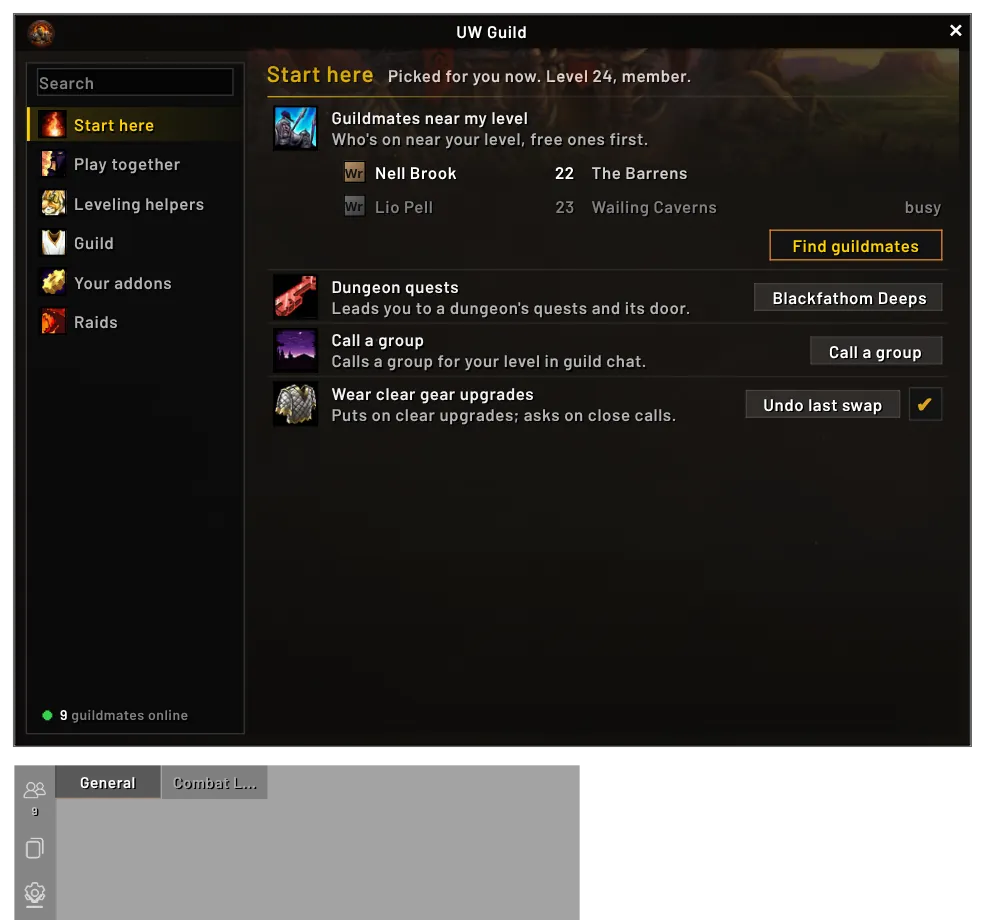 UW Guild
Search
Start here
Play together
Leveling helpers
Guild
Your addons
Raids
9 guildmates online
Start here Picked for you now. Level 24, member.
Guildmates near my level
Who's on near your level, free ones first.
Wr Nell Brook 22 The Barrens
Wr Lio Pell 23 Wailing Caverns busy
Find guildmates
Dungeon quests
Leads you to a dungeon's quests and its door.
Blackfathom Deeps
Call a group
Calls a group for your level in guild chat.
Call a group
Wear clear gear upgrades
Puts on clear upgrades; asks on close calls.
Undo last swap
General Combat L...
9